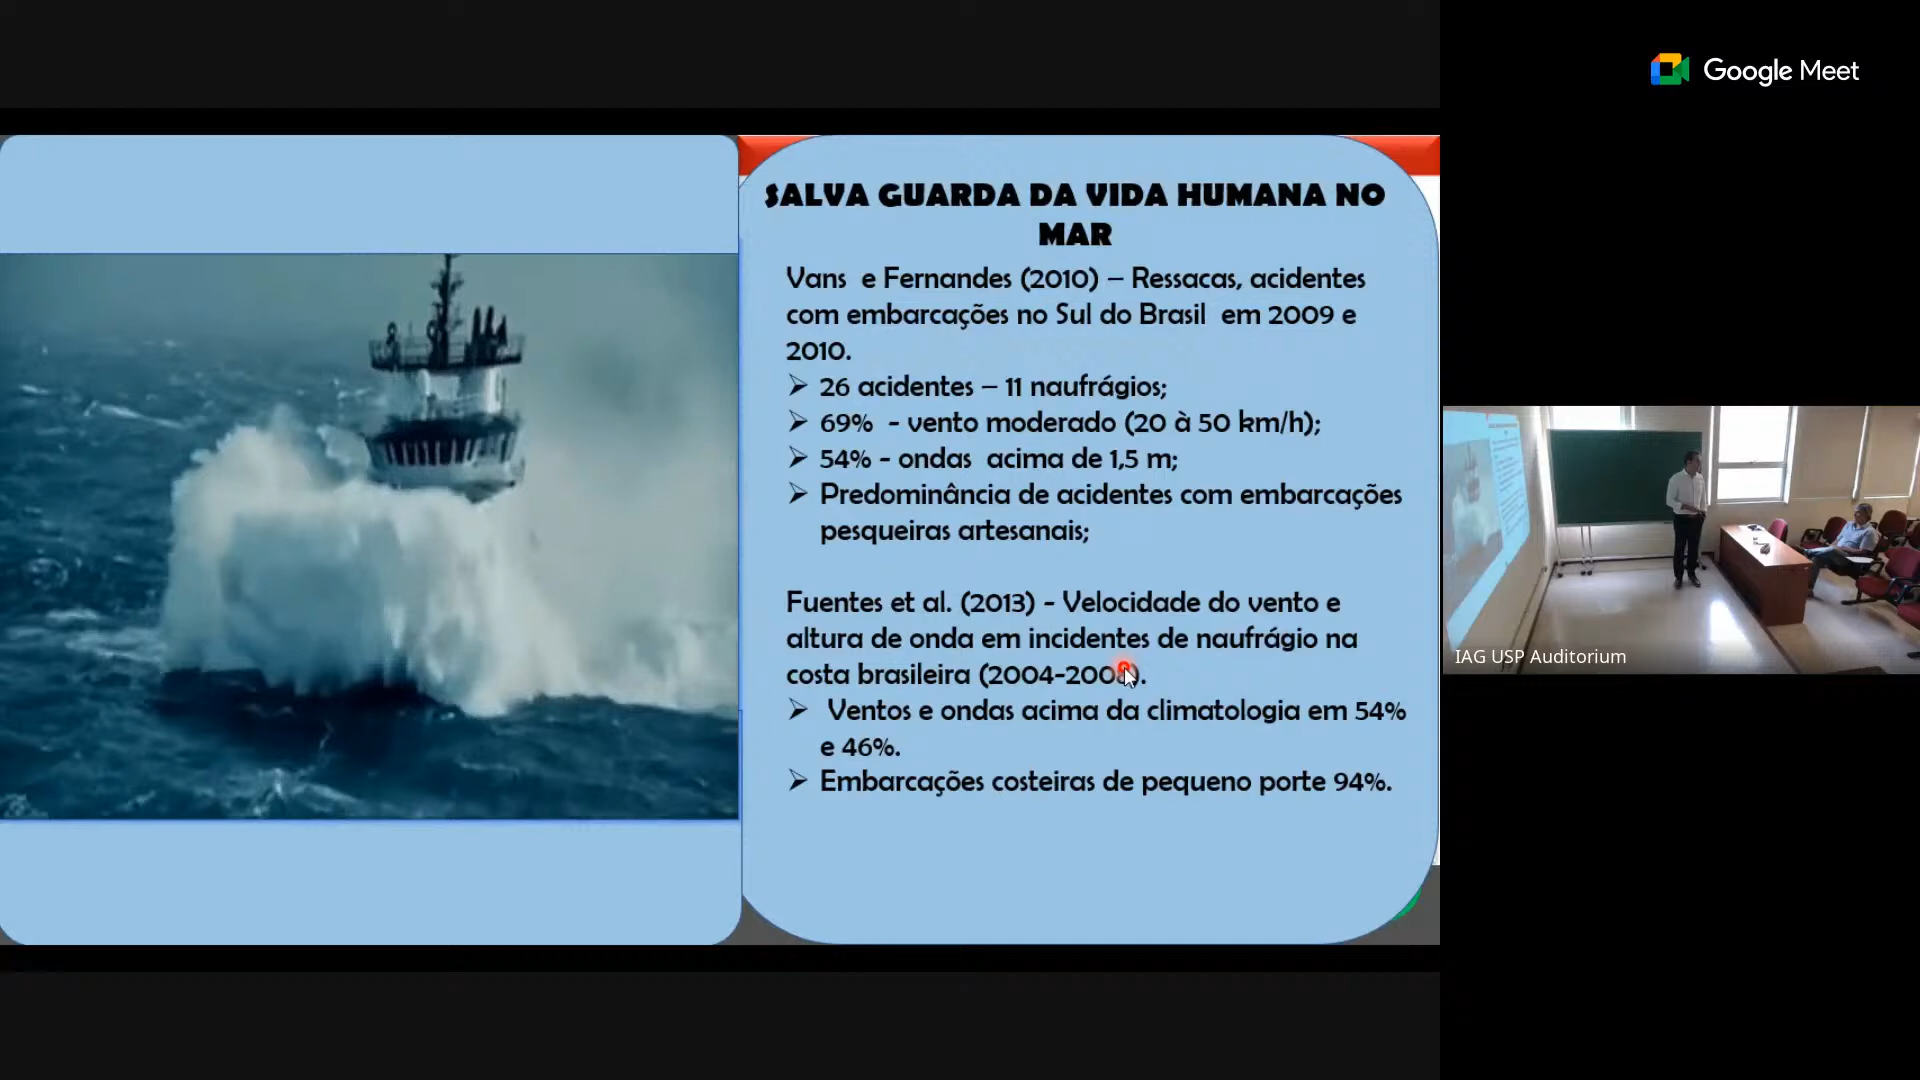 Google Meet
SALVA GUARDA DA VIDA HUMANA NO
MAR
Vans e Fernandes (2010) – Ressacas, acidentes
com embarcações no Sul do Brasil em 2009 e
2010.
➢ 26 acidentes – 11 naufrágios;
➢ 69% - vento moderado (20 à 50 km/h);
➢ 54% - ondas acima de 1,5 m;
➢ Predominância de acidentes com embarcações
pesqueiras artesanais;
Fuentes et al. (2013) - Velocidade do vento e
altura de onda em incidentes de naufrágio na
costa brasileira
➢ Ventos e ondas acima da climatologia em 54%
e 46%.
➢ Embarcações costeiras de pequeno porte 94%.
IAG USP Auditorium